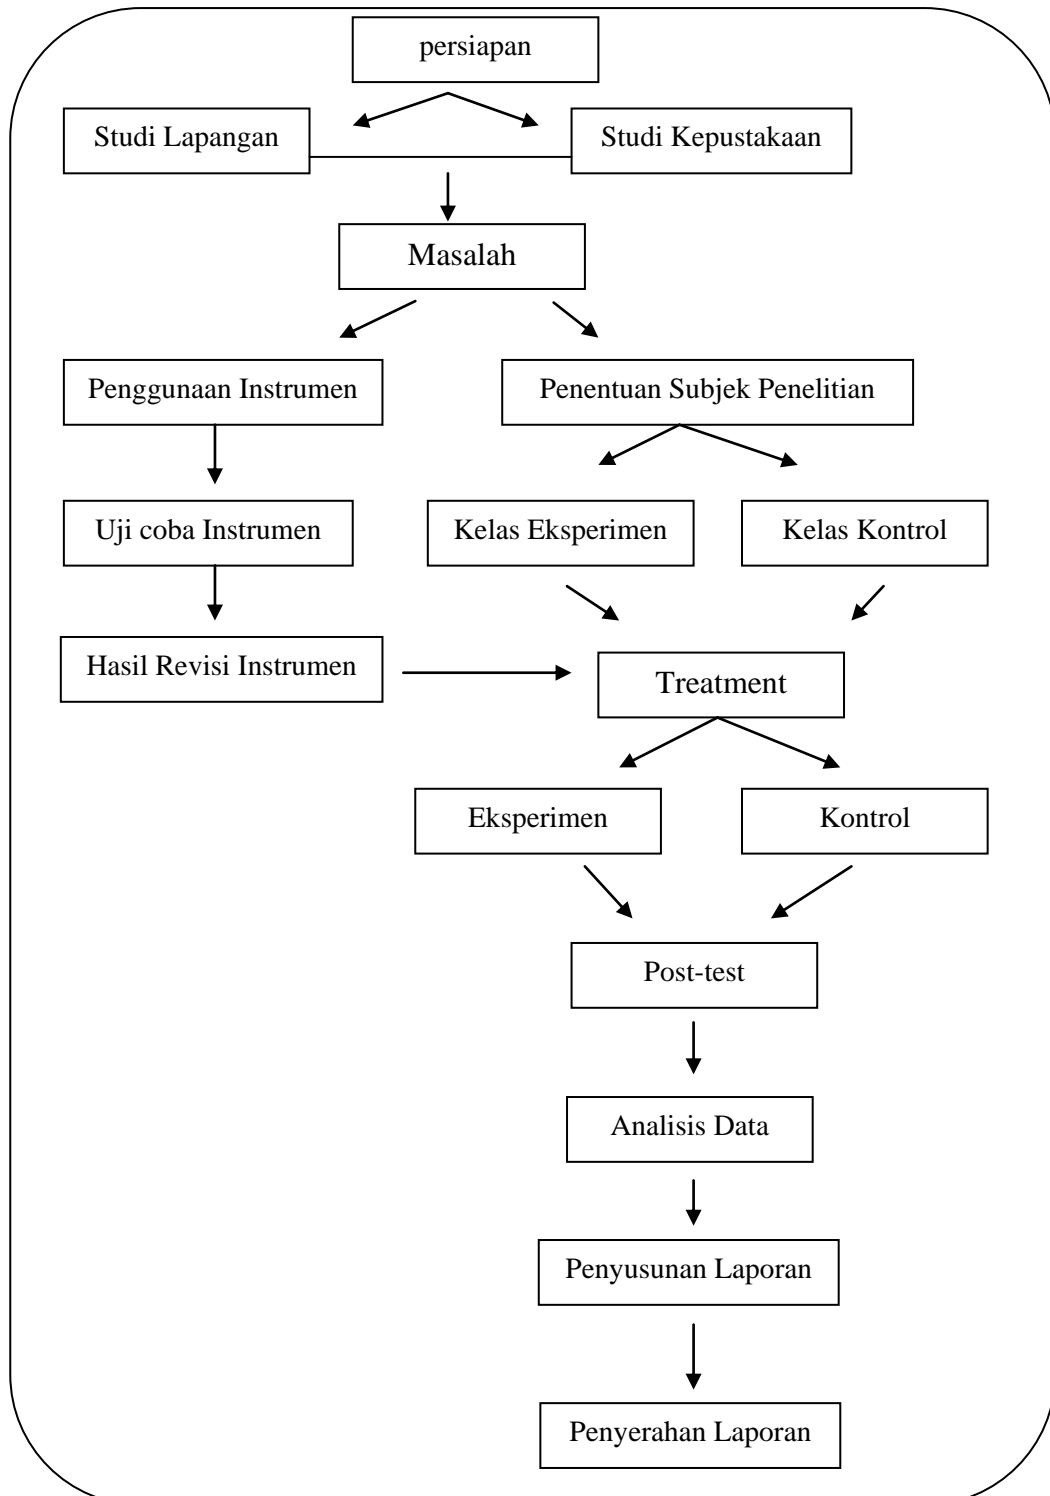 persiapan
Studi Lapangan
Studi Kepustakaan
Masalah
Penggunaan Instrumen
Penentuan Subjek Penelitian
Uji coba Instrumen
Kelas Eksperimen
Kelas Kontrol
Hasil Revisi Instrumen
Treatment
Eksperimen
Kontrol
Post-test
Analisis Data
Penyusunan Laporan
Penyerahan Laporan